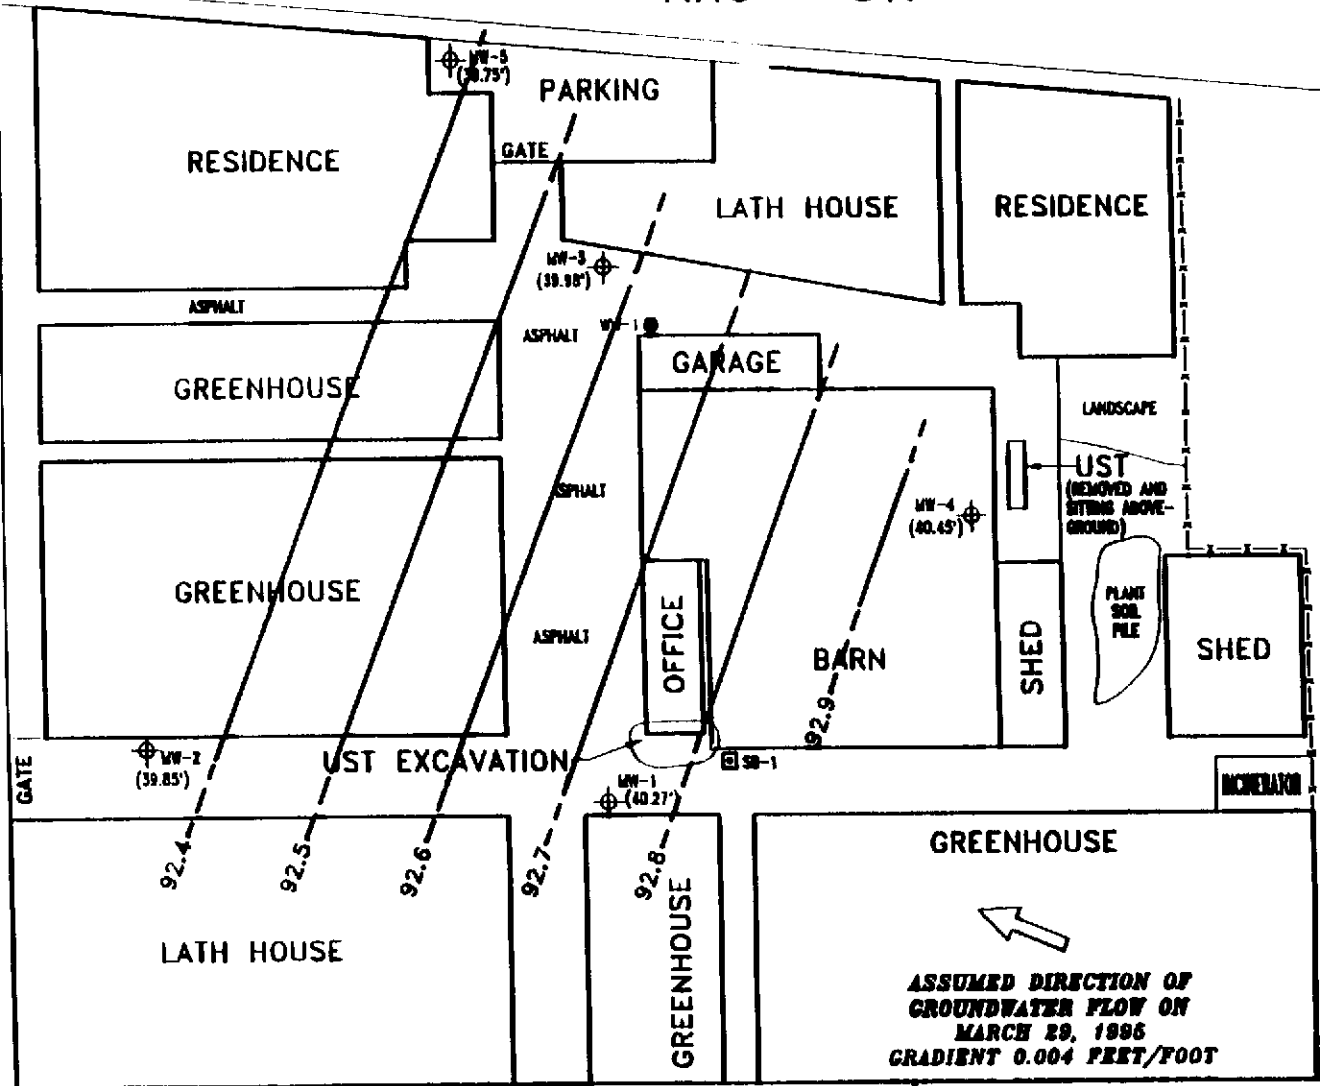 MW-5
PARKING
GATE
RESIDENCE
LATH HOUSE
RESIDENCE
MW-3
(39.98')
ASPHALT
ASPHALT
GARAGE
GREENHOUSE
LANDSCAPE
UST
(REMOVED AND
SITTING ABOVE-
GROUND)
ASPHALT
MW-4
(40.45')
GREENHOUSE
PLANT
SOIL
PILE
ASPHALT
OFFICE
BARN
SHED
SHED
92.9
MW-2
(39.85')
UST EXCAVATION
SB-1
GATE
MW-1
(40.27')
INCINERATOR
92.4
92.5
92.6
92.7
92.8
GREENHOUSE
GREENHOUSE
LATH HOUSE
ASSUMED DIRECTION OF
GROUNDWATER FLOW ON
MARCH 29, 1995
GRADIENT 0.004 FEET/FOOT